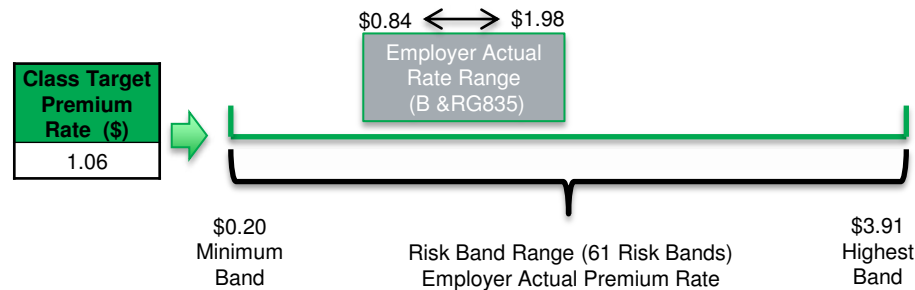 $0.84 $1.98
Employer Actual
Rate Range
(B &RG835)
Class Target
Premium
Rate ($)
1.06
$0.20
Minimum
Band
Risk Band Range (61 Risk Bands)
Employer Actual Premium Rate
$3.91
Highest
Band